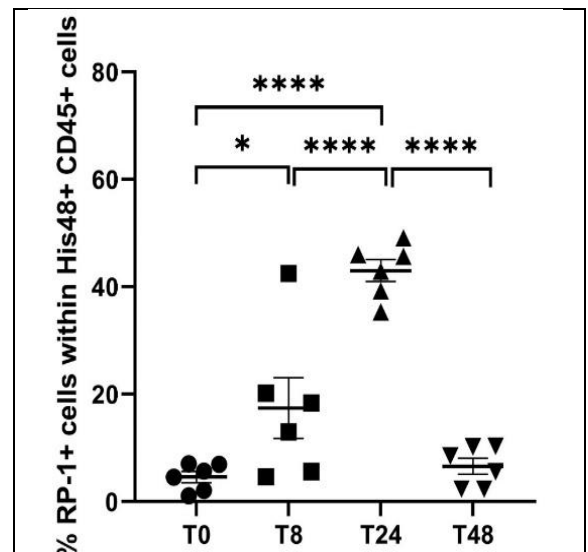 % RP-1+ cells within His48+ CD45+ cells
80
60
40
20
0
****
*
****
****
T0
T8
T24
T48